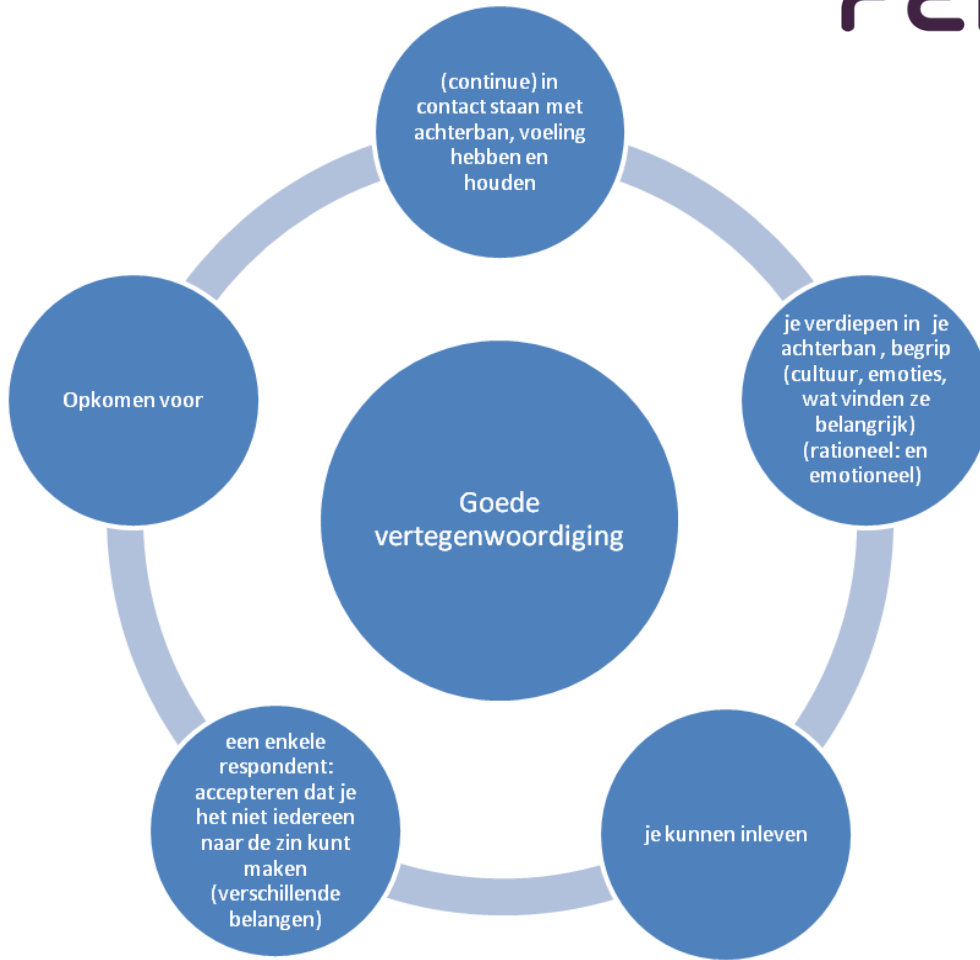 (continue) in
contact staan met
achterban, voeling
hebben en
houden
je verdiepen in je
achterban , begrip
(cultuur, emoties,
wat vinden ze
belangrijk)
(rationeel: en
emotioneel)
je kunnen inleven
een enkele
respondent:
accepteren dat je
het niet iedereen
naar de zin kunt
maken
(verschillende
belangen)
Opkomen voor
Goede
vertegenwoordiging